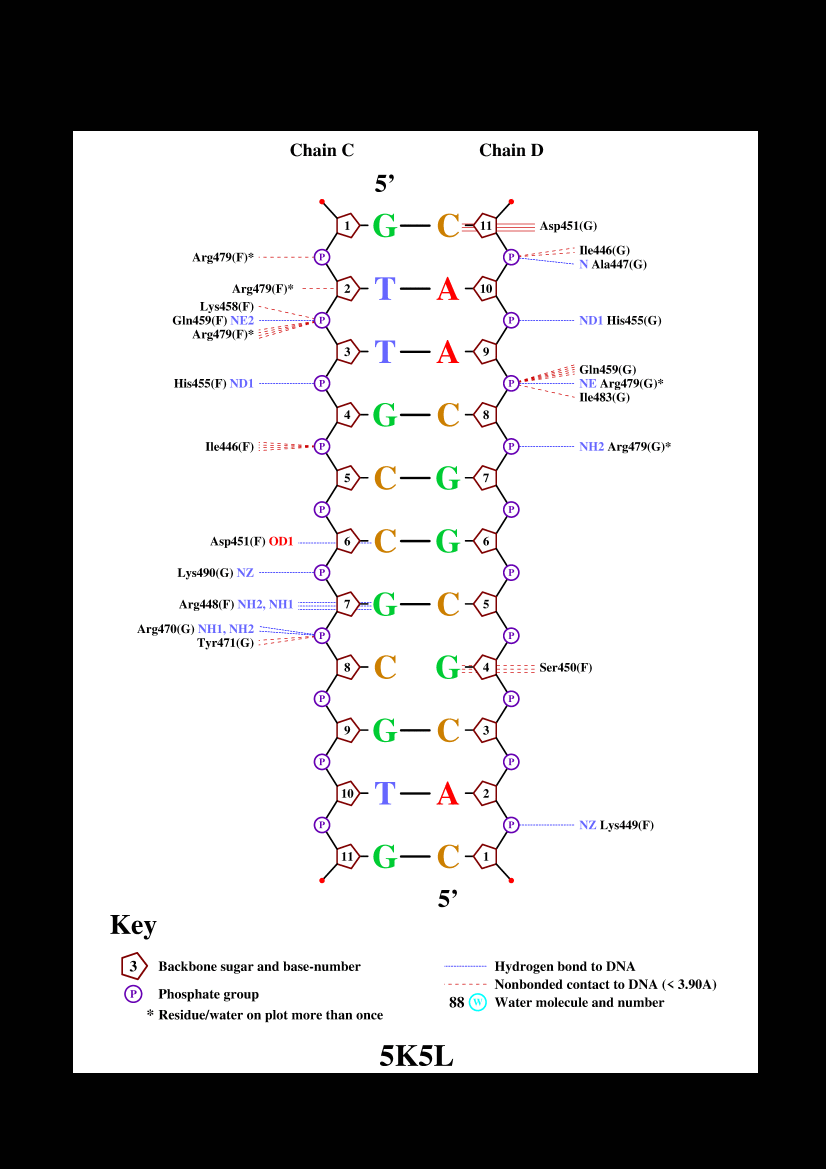 Chain C Chain D
5’
1 G C 11 Asp451(G)
Ile446(G)
Arg479(F)* P P
N Ala447(G)
Arg479(F)* 2 T A 10
Lys458(F)
Gln459(F) NE2 P P ND1 His455(G)
Arg479(F)*
3 T A 9
Gln459(G)
His455(F) ND1 P P NE Arg479(G)*
Ile483(G)
4 G C 8
Ile446(F) P P NH2 Arg479(G)*
5 C G 7
P P
Asp451(F) OD1 6 C G 6
Lys490(G) NZ P P
Arg448(F) NH2, NH1 7 G C 5
Arg470(G) NH1, NH2 P P
Tyr471(G)
8 C G 4 Ser450(F)
P P
9 G C 3
P P
10 T A 2
P P NZ Lys449(F)
11 G C 1
5’
Key
3 Backbone sugar and base-number
P Phosphate group
* Residue/water on plot more than once
Hydrogen bond to DNA
Nonbonded contact to DNA (< 3.90A)
88 W Water molecule and number
5K5L